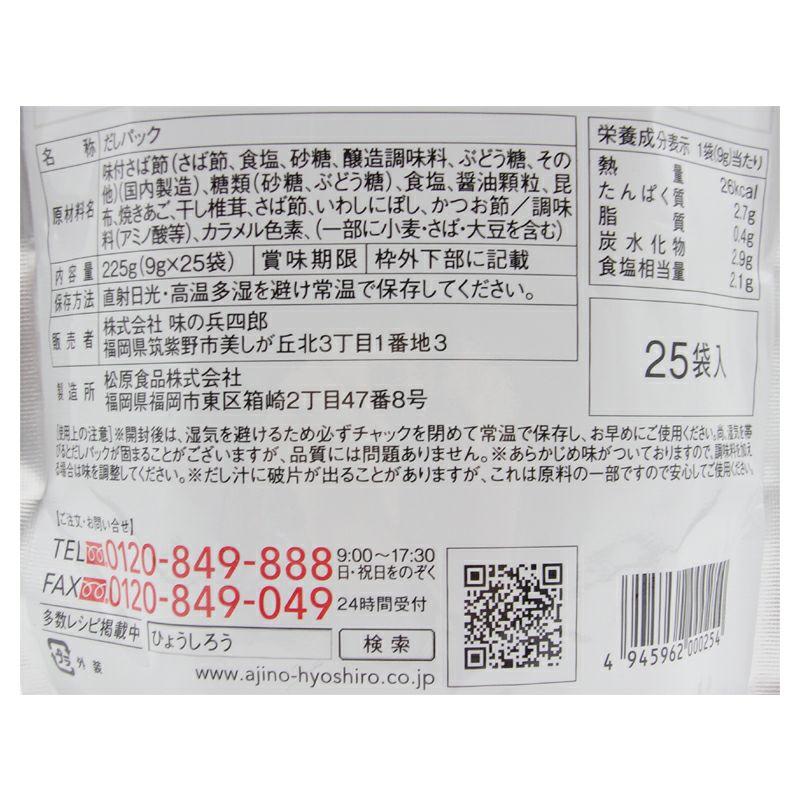 名称 だしパック
原材料名 味付さば節(さば節、食塩、砂糖、醸造調味料、ぶどう糖、その
他)(国内製造)、糖類(砂糖、ぶどう糖)、食塩、醤油顆粒、昆
布、焼きあご、干し椎茸、さば節、いわしにぼし、かつお節／調味
料(アミノ酸等)、カラメル色素、(一部に小麦・さば・大豆を含む)
内容量 225g(9g×25袋) 賞味期限 枠外下部に記載
保存方法 直射日光・高温多湿を避け常温で保存してください。
販売者 株式会社 味の兵四郎
福岡県筑紫野市美しが丘北3丁目1番地3
製造所 松原食品株式会社
福岡県福岡市東区箱崎2丁目47番8号
栄養成分表示 1袋(9g)当たり
熱量 26kcal
たんぱく質 2.7g
脂質 0.4g
炭水化物 2.9g
食塩相当量 2.1g
25袋入
【使用上の注意】※開封後は、湿気を避けるため必ずチャックを閉めて常温で保存し、お早めにご使用ください。尚、湿気を帯
びるとだしパックが固まることがございますが、品質には問題ありません。※あらかじめ味がついておりますので、調味料を加え
る場合は味を調整してください。※だし汁に破片が出ることがありますが、これは原料の一部ですので安心してご使用ください。
【ご注文・お問い合せ】
TEL 0120-849-888 9:00〜17:30
日・祝日をのぞく
FAX 0120-849-049 24時間受付
多数レシピ掲載中 ひょうしろう 検索
プラ 外装
www.ajino-hyoshiro.co.jp
4 945962 000254